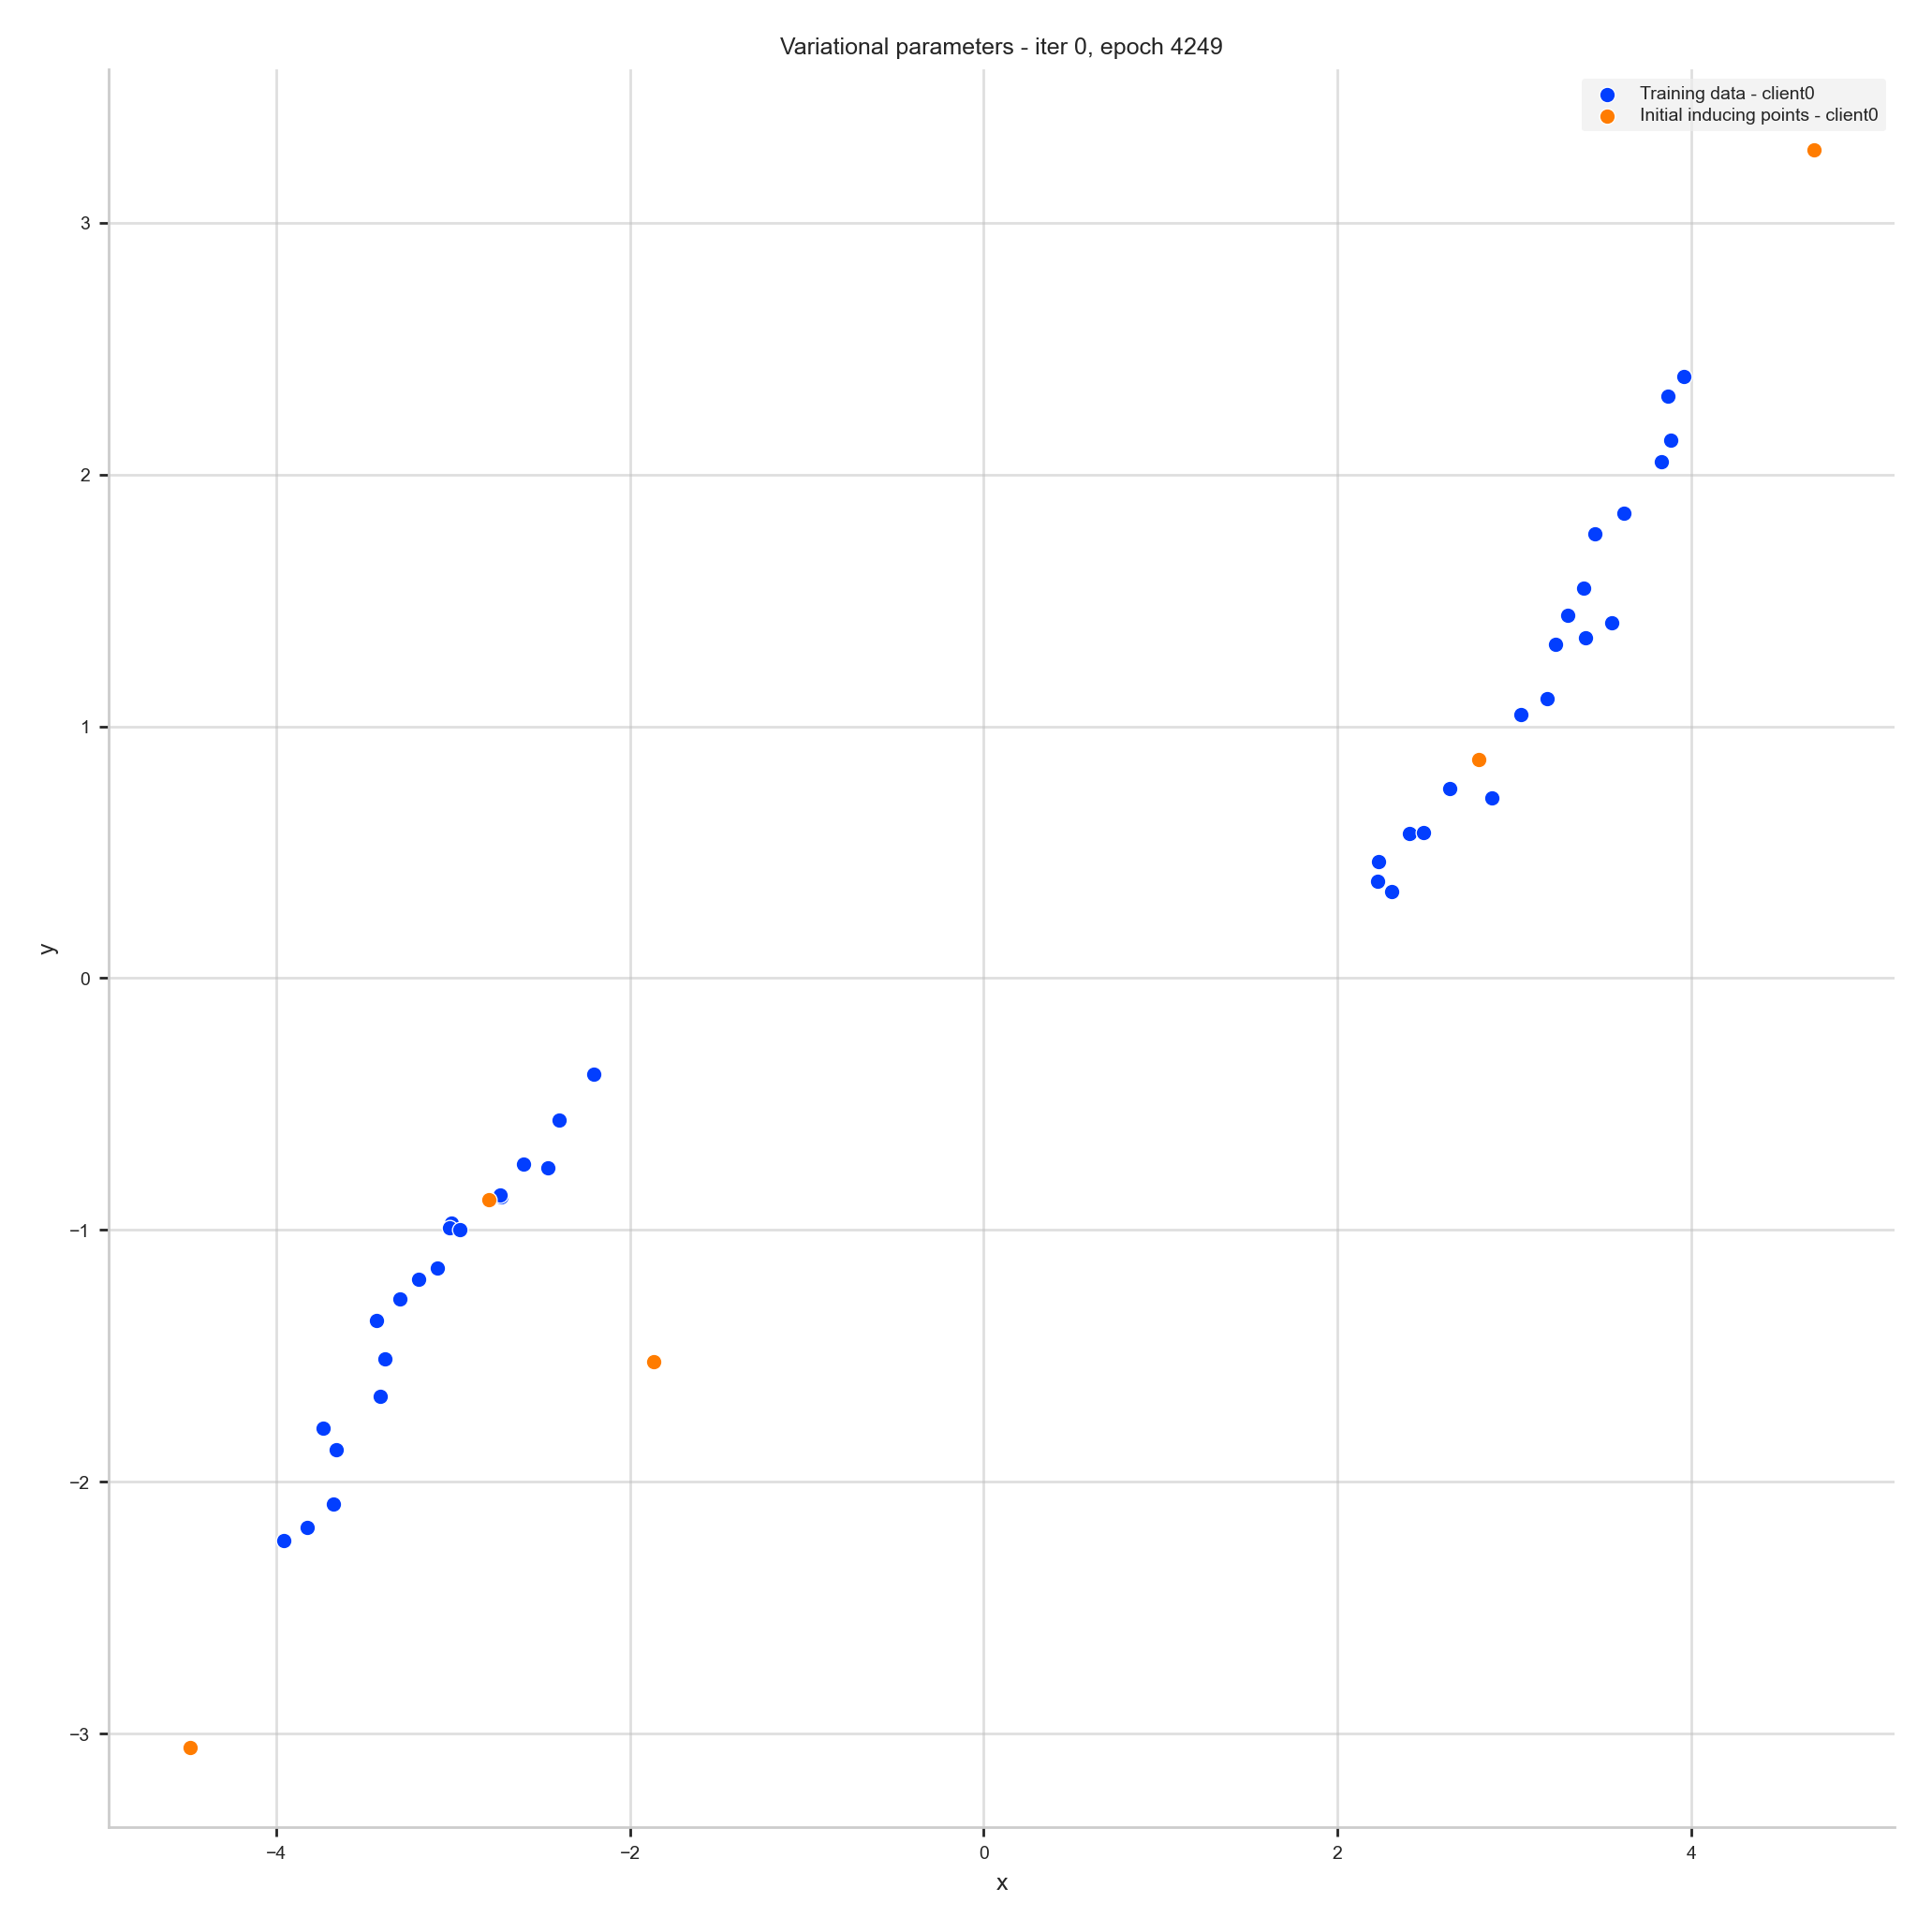 Variational parameters - iter 0, epoch 4249
Training data - client0
Initial inducing points - client0
3
2
1
0
−1
−2
−3
y
−4 −2 0 2 4
x